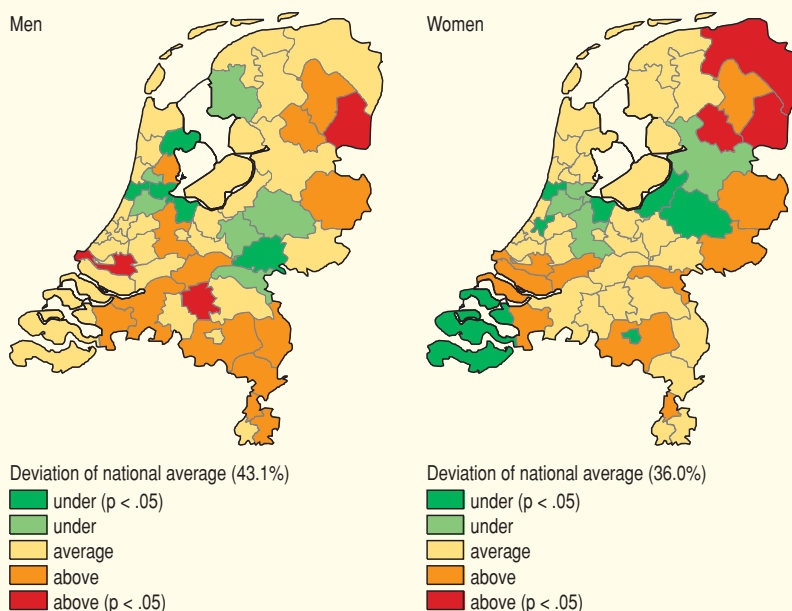 Men
Women
Deviation of national average (43.1%)
under (p < .05)
under
average
above
above (p < .05)
Deviation of national average (36.0%)
under (p < .05)
under
average
above
above (p < .05)